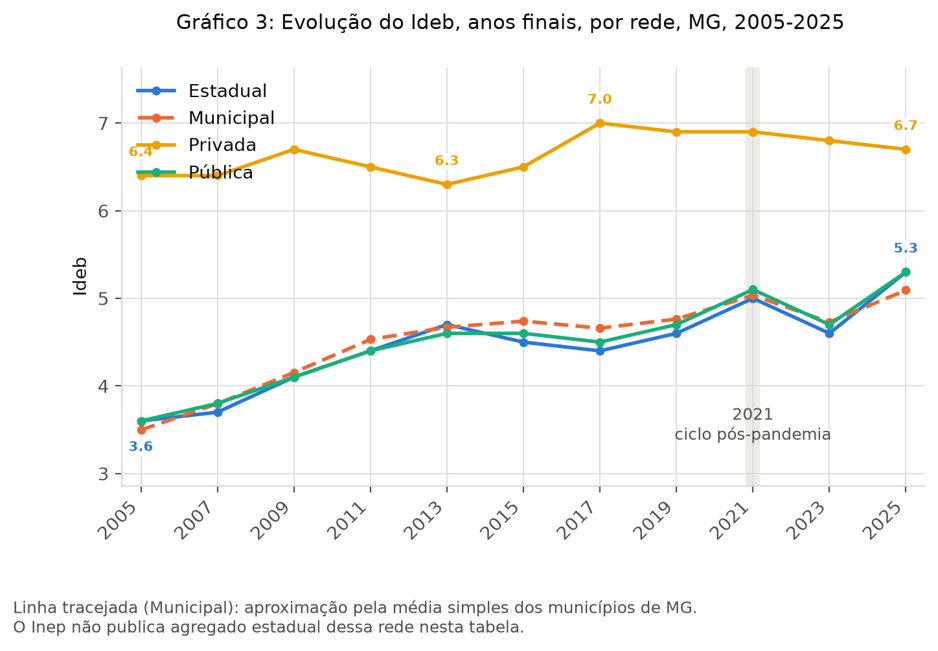 Gráfico 3: Evolução do Ideb, anos finais, por rede, MG, 2005-2025
Estadual
Municipal
Privada
Pública
7.0
6.7
6.4
6.3
5.3
3.6
7
6
5
4
3
Ideb
2021
ciclo pós-pandemia
2005
2007
2009
2011
2013
2015
2017
2019
2021
2023
2025
Linha tracejada (Municipal): aproximação pela média simples dos municípios de MG.
O Inep não publica agregado estadual dessa rede nesta tabela.